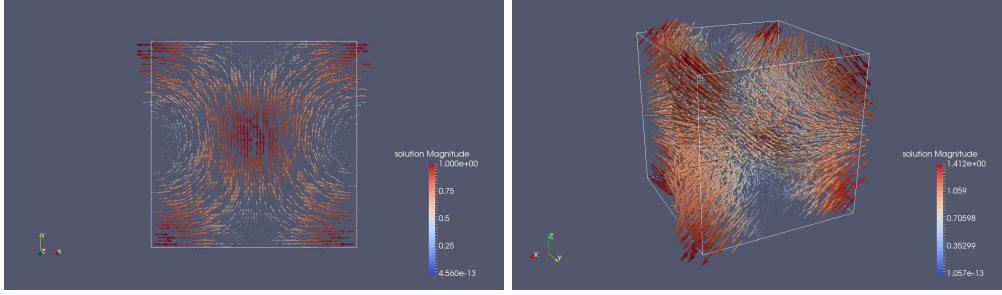 solution Magnitude
1.000e+00
0.75
0.5
0.25
4.560e-13
Y
Z
X
solution Magnitude
1.412e+00
1.059
0.70598
0.35299
1.057e-13
Z
X
Y